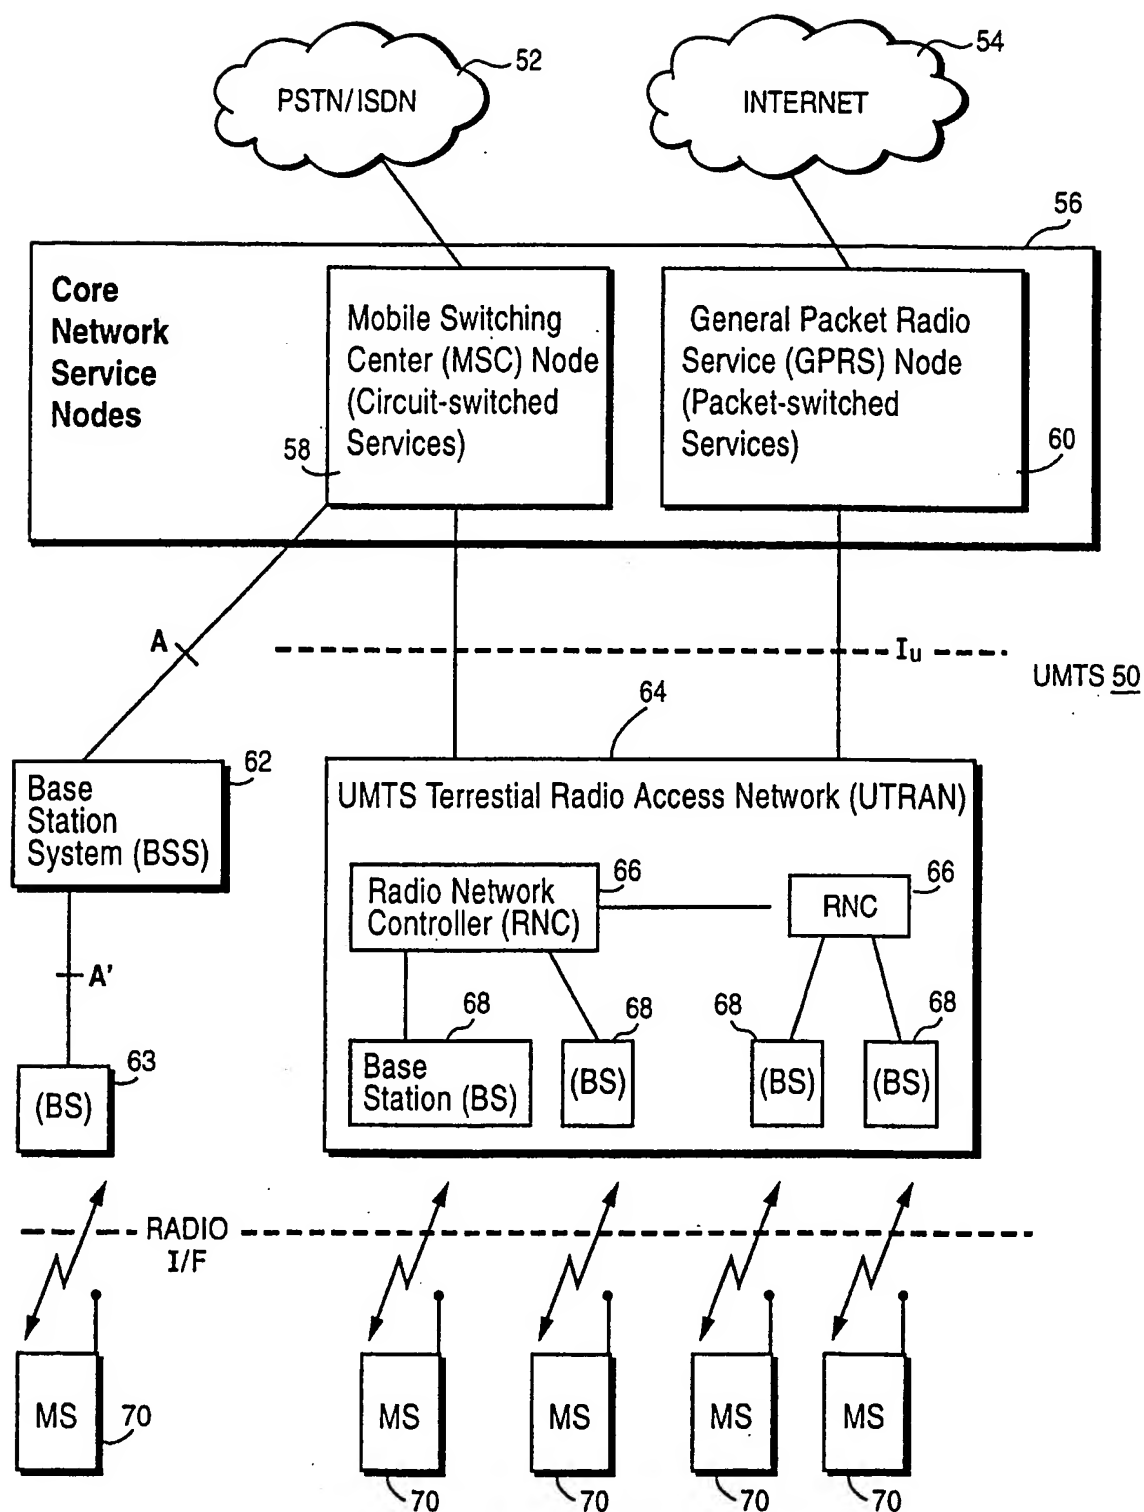 52
54
PSTN/ISDN
INTERNET
56
Core
Network
Service
Nodes
Mobile Switching
Center (MSC) Node
(Circuit-switched
Services)
58
General Packet Radio
Service (GPRS) Node
(Packet-switched
Services)
60
A
Iu
UMTS 50
64
62
Base
Station
System (BSS)
UMTS Terrestial Radio Access Network (UTRAN)
66
Radio Network
Controller (RNC)
66
RNC
A'
68
68
68
68
63
(BS)
Base
Station (BS)
(BS)
(BS)
(BS)
RADIO
I/F
MS
70
MS
70
MS
70
MS
70
MS
70